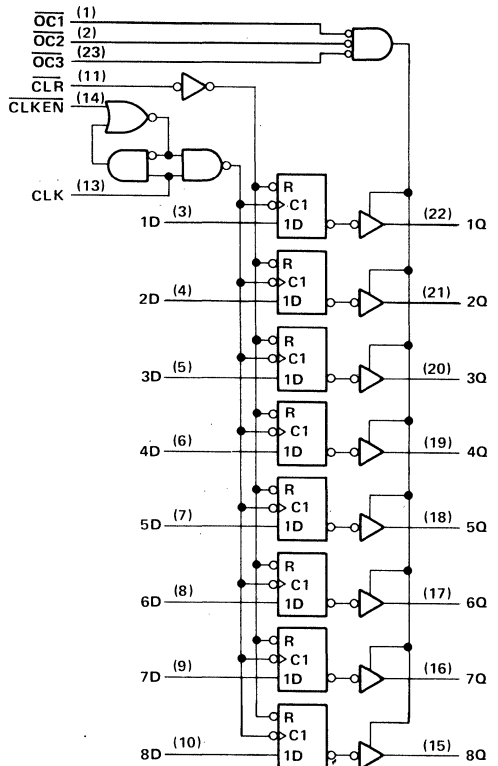 OC1 (1)
OC2 (2)
OC3 (23)
CLR (11)
CLKEN (14)
CLK (13)
R
C1
1D (3) 1D (22) 1Q
R
C1
2D (4) 1D (21) 2Q
R
C1
3D (5) 1D (20) 3Q
R
C1
4D (6) 1D (19) 4Q
R
C1
5D (7) 1D (18) 5Q
R
C1
6D (8) 1D (17) 6Q
R
C1
7D (9) 1D (16) 7Q
R
C1
8D (10) 1D (15) 8Q